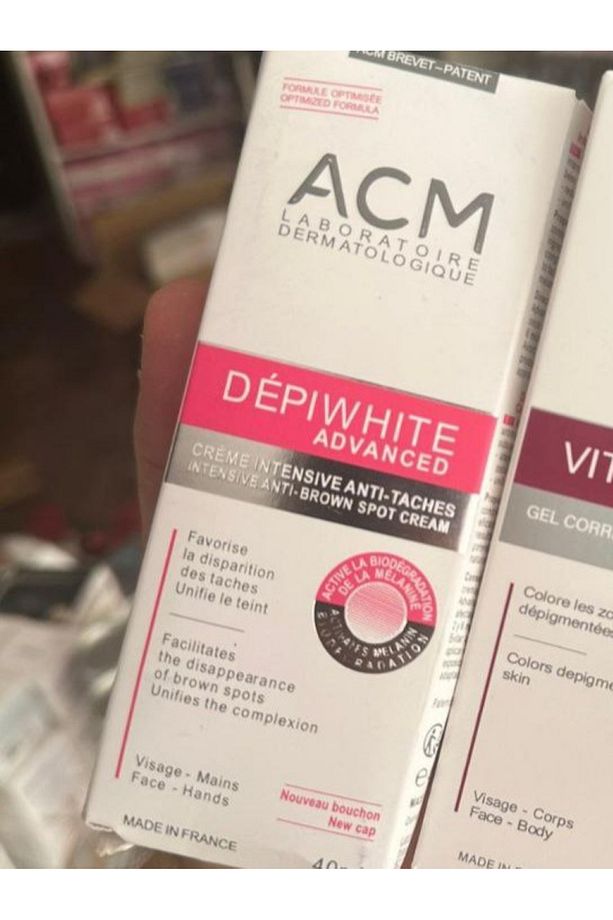 ACM BREVET–PATENT
FORMULE OPTIMISÉE
OPTIMIZED FORMULA
ACM
LABORATOIRE
DERMATOLOGIQUE
DÉPIWHITE
ADVANCED
CRÈME INTENSIVE ANTI-TACHES
INTENSIVE ANTI-BROWN SPOT CREAM
Favorise
la disparition
des taches
Unifie le teint
ACTIVE LA BIODÉGRADATION
DE LA MÉLANINE
ACTIVATES MELANIN
BIODEGRADATION
Facilitates
the disappearance
of brown spots
Unifies the complexion
Visage - Mains
Face - Hands
Nouveau bouchon
New cap
MADE IN FRANCE
40
VIT
GEL CORR
Colore les zo
dépigmentées
Colors depigme
skin
Visage - Corps
Face - Body
MADE IN